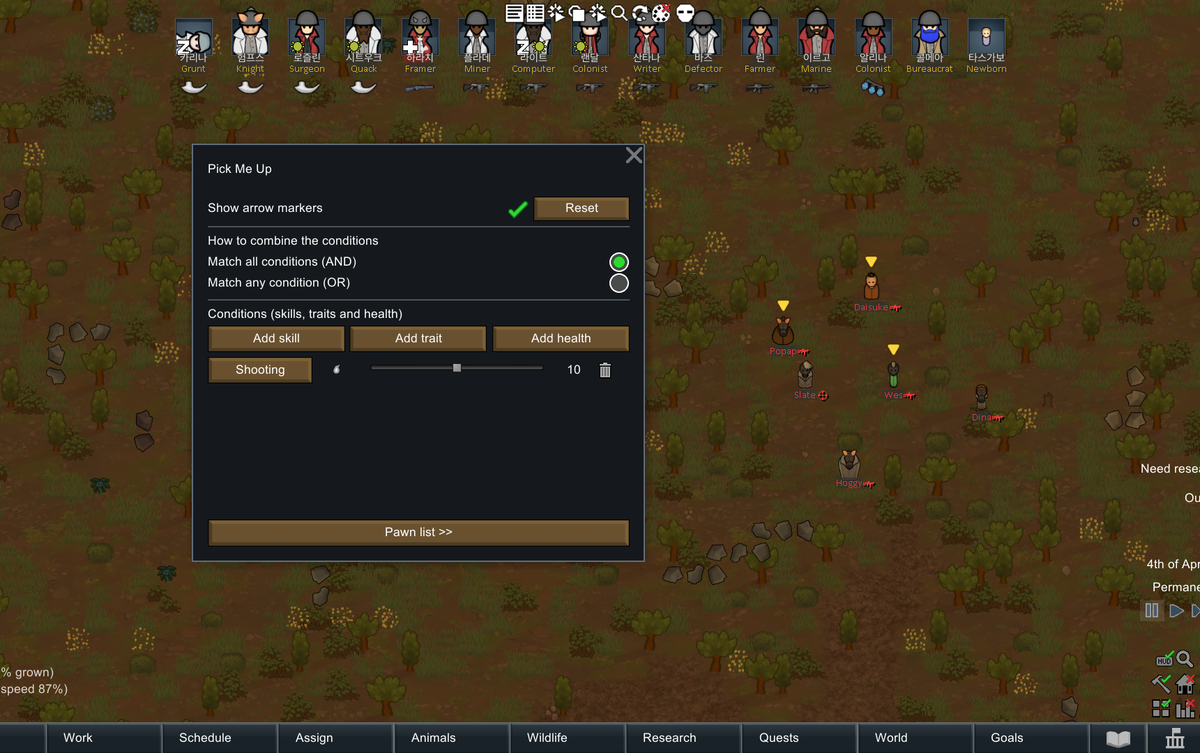 카리나
Grunt
험프스
Knight
로즐린
Surgeon
시트우크
Quack
하라치
Framer
플라데
Miner
라이트
Computer
랜달
Colonist
산타나
Writer
바즈
Defector
린
Farmer
이르고
Marine
알리나
Colonist
콜메아
Bureaucrat
타스가보
Newborn
Pick Me Up
Show arrow markers
Reset
How to combine the conditions
Match all conditions (AND)
Match any condition (OR)
Conditions (skills, traits and health)
Add skill
Add trait
Add health
Shooting
10
Pawn list >>
Daisuke
Popap
Slate
Wes
Dina
Hoggy
Need resea
Ou
4th of Apr
Permane
HUD
% grown)
speed 87%)
Work
Schedule
Assign
Animals
Wildlife
Research
Quests
World
Goals